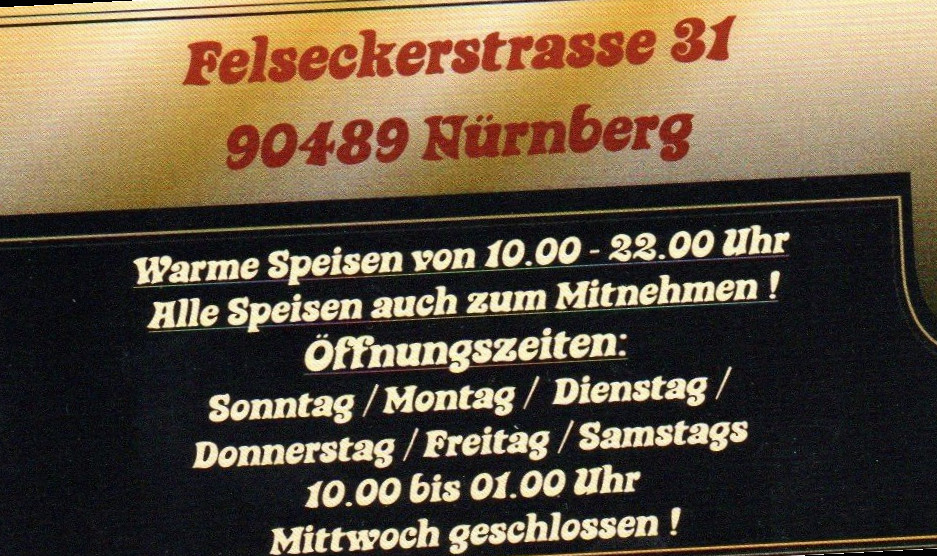 Felseckerstrasse 31
90489 Nürnberg
Warme Speisen von 10.00 - 22.00 Uhr
Alle Speisen auch zum Mitnehmen !
Öffnungszeiten:
Sonntag / Montag / Dienstag /
Donnerstag / Freitag / Samstags
10.00 bis 01.00 Uhr
Mittwoch geschlossen !